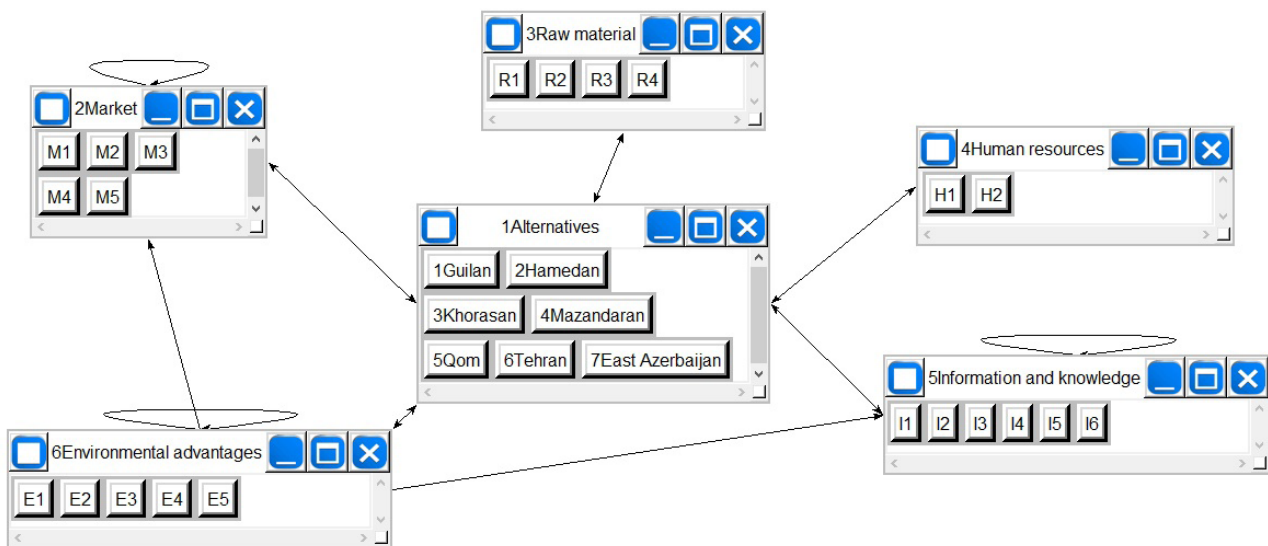 3Raw material
R1 R2 R3 R4
2Market
M1 M2 M3
M4 M5
4Human resources
H1 H2
1Alternatives
1Guilan 2Hamedan
3Khorasan 4Mazandaran
5Qom 6Tehran 7East Azerbaijan
5Information and knowledge
I1 I2 I3 I4 I5 I6
6Environmental advantages
E1 E2 E3 E4 E5